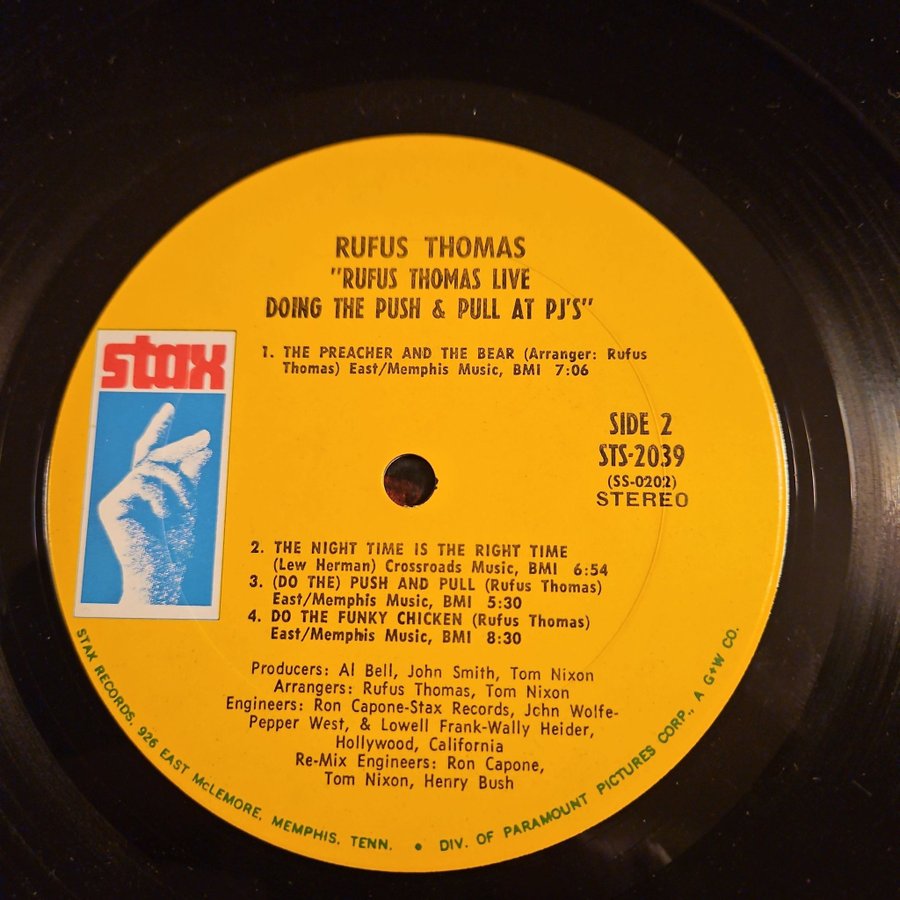 RUFUS THOMAS
"RUFUS THOMAS LIVE
DOING THE PUSH & PULL AT PJ'S"
1. THE PREACHER AND THE BEAR (Arranger: Rufus
Thomas) East/Memphis Music, BMI 7:06
stax
SIDE 2
STS-2039
(SS-0202)
STEREO
2. THE NIGHT TIME IS THE RIGHT TIME
(Lew Herman) Crossroads Music, BMI 6:54
3. (DO THE) PUSH AND PULL (Rufus Thomas)
East/Memphis Music, BMI 5:30
4. DO THE FUNKY CHICKEN (Rufus Thomas)
East/Memphis Music, BMI 8:30
Producers: Al Bell, John Smith, Tom Nixon
Arrangers: Rufus Thomas, Tom Nixon
Engineers: Ron Capone-Stax Records, John Wolfe-
Pepper West, & Lowell Frank-Wally Heider,
Hollywood, California
Re-Mix Engineers: Ron Capone,
Tom Nixon, Henry Bush
STAX RECORDS, 926 EAST McLEMORE, MEMPHIS, TENN. • DIV. OF PARAMOUNT PICTURES CORP., A G+W CO.